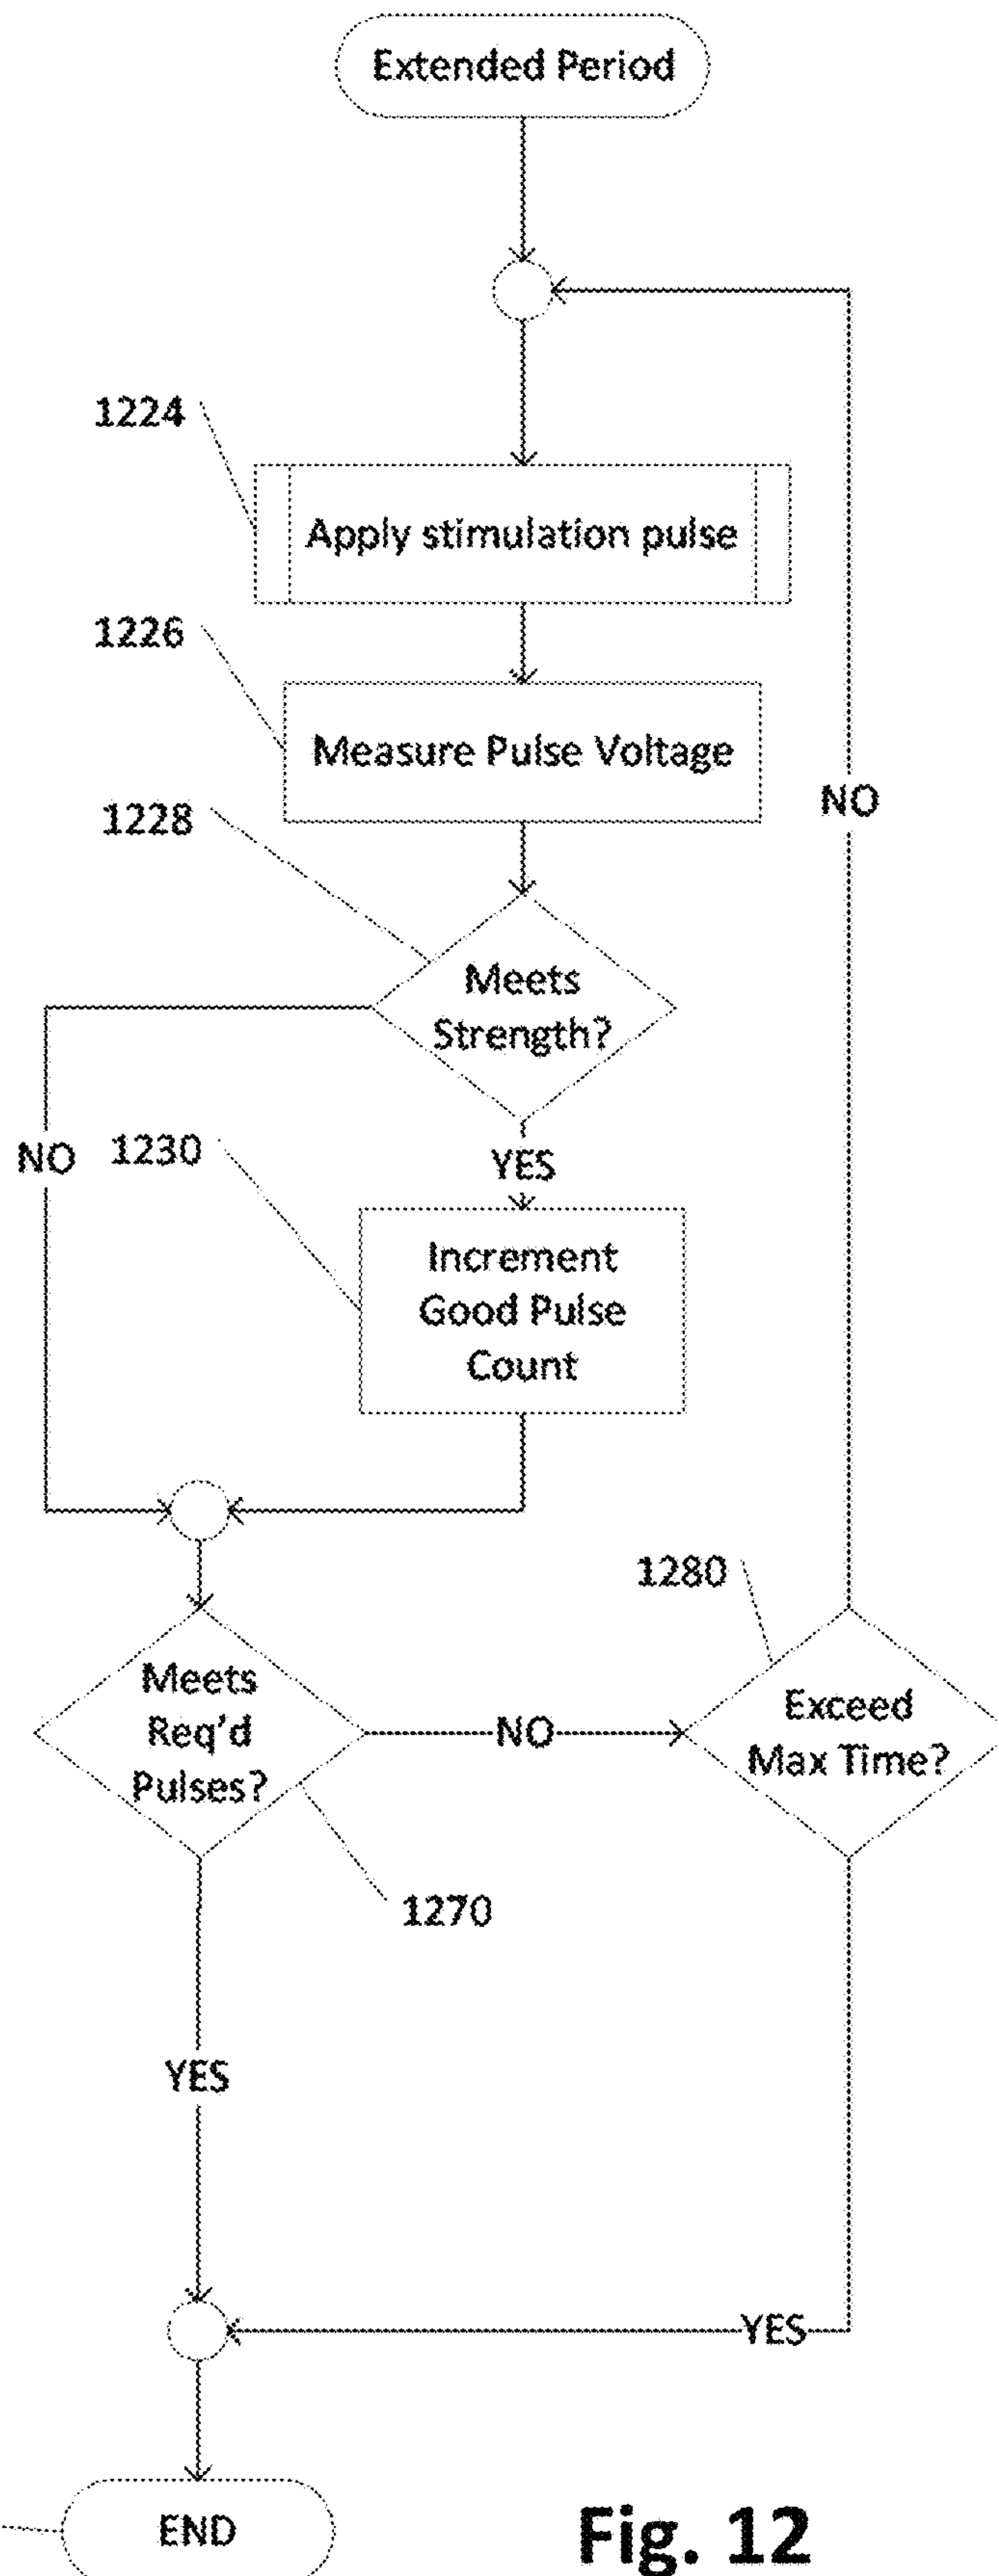 Extended Period
1224
Apply stimulation pulse
1226
Measure Pulse Voltage
NO
1228
Meets
Strength?
NO
1230
YES
Increment
Good Pulse
Count
1280
Meets
Req'd
Pulses?
NO
Exceed
Max Time?
1270
YES
YES
END
Fig. 12